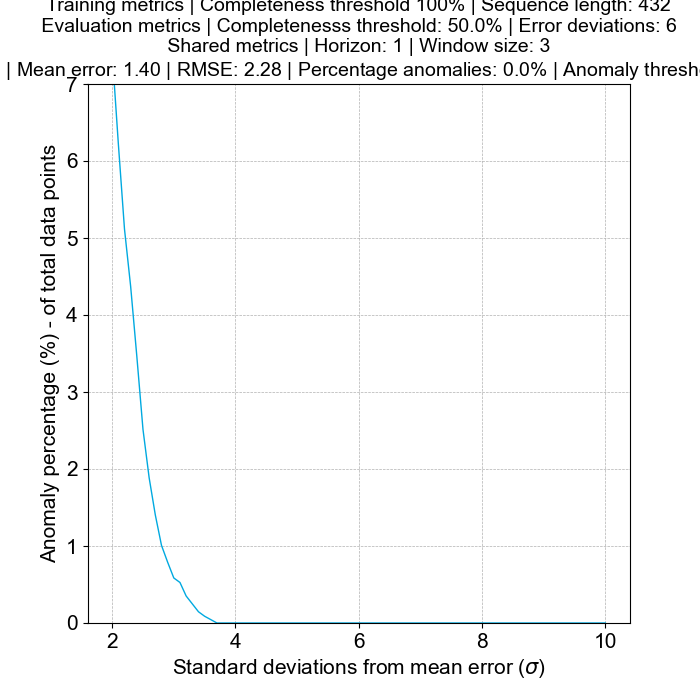 Training metrics | Completeness threshold 100% | Sequence length: 432
Evaluation metrics | Completenesss threshold: 50.0% | Error deviations: 6
Shared metrics | Horizon: 1 | Window size: 3
| Mean error: 1.40 | RMSE: 2.28 | Percentage anomalies: 0.0% | Anomaly thresh
7
6
5
4
3
2
1
0
Anomaly percentage (%) - of total data points
2 4 6 8 10
Standard deviations from mean error (σ)